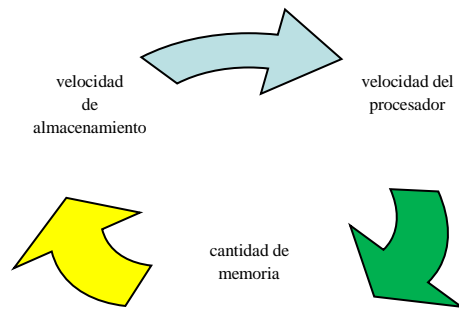 velocidad
de
almacenamiento
velocidad del
procesador
cantidad de
memoria